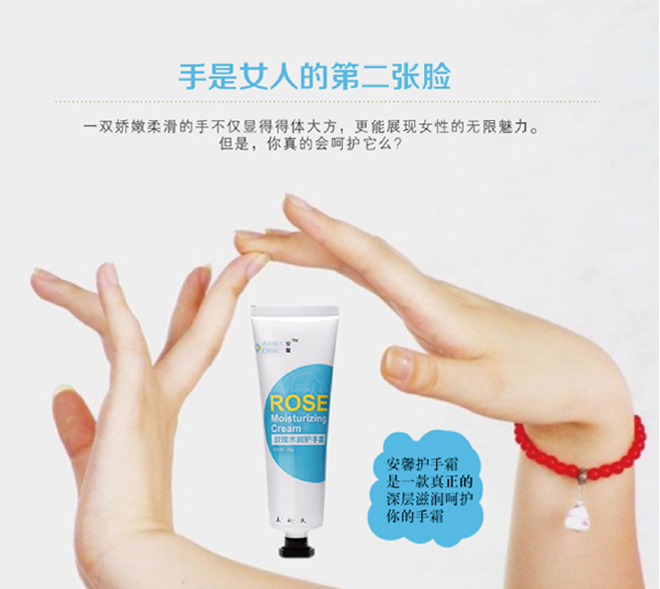 手是女人的第二张脸
一双娇嫩柔滑的手不仅显得得体大方，更能展现女性的无限魅力。
但是，你真的会呵护它么?
安馨™
ROSE
Moisturizing
Cream
玫瑰水润护手霜
安馨护手霜
是一款真正的
深层滋润呵护
你的手霜